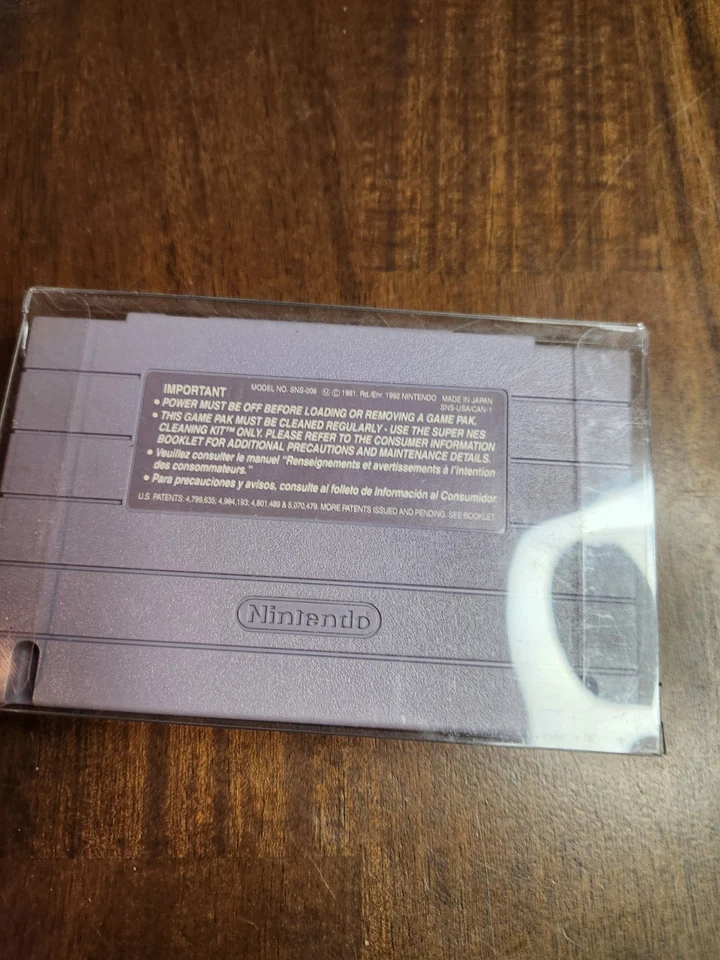 IMPORTANT MODEL NO. SNS-006 Ⓜ © 1991. Rd./Enr. 1992 NINTENDO MADE IN JAPAN
SNS-USA/CAN-1
• POWER MUST BE OFF BEFORE LOADING OR REMOVING A GAME PAK.
• THIS GAME PAK MUST BE CLEANED REGULARLY - USE THE SUPER NES
CLEANING KIT™ ONLY. PLEASE REFER TO THE CONSUMER INFORMATION
BOOKLET FOR ADDITIONAL PRECAUTIONS AND MAINTENANCE DETAILS.
• Veuillez consulter le manuel "Renseignements et avertissements à l'intention
des consommateurs."
• Para precauciones y avisos, consulte al folleto de Información al Consumidor.
U.S. PATENTS: 4,799,635; 4,984,193; 4,801,489 & 5,070,479. MORE PATENTS ISSUED AND PENDING. SEE BOOKLET.
Nintendo